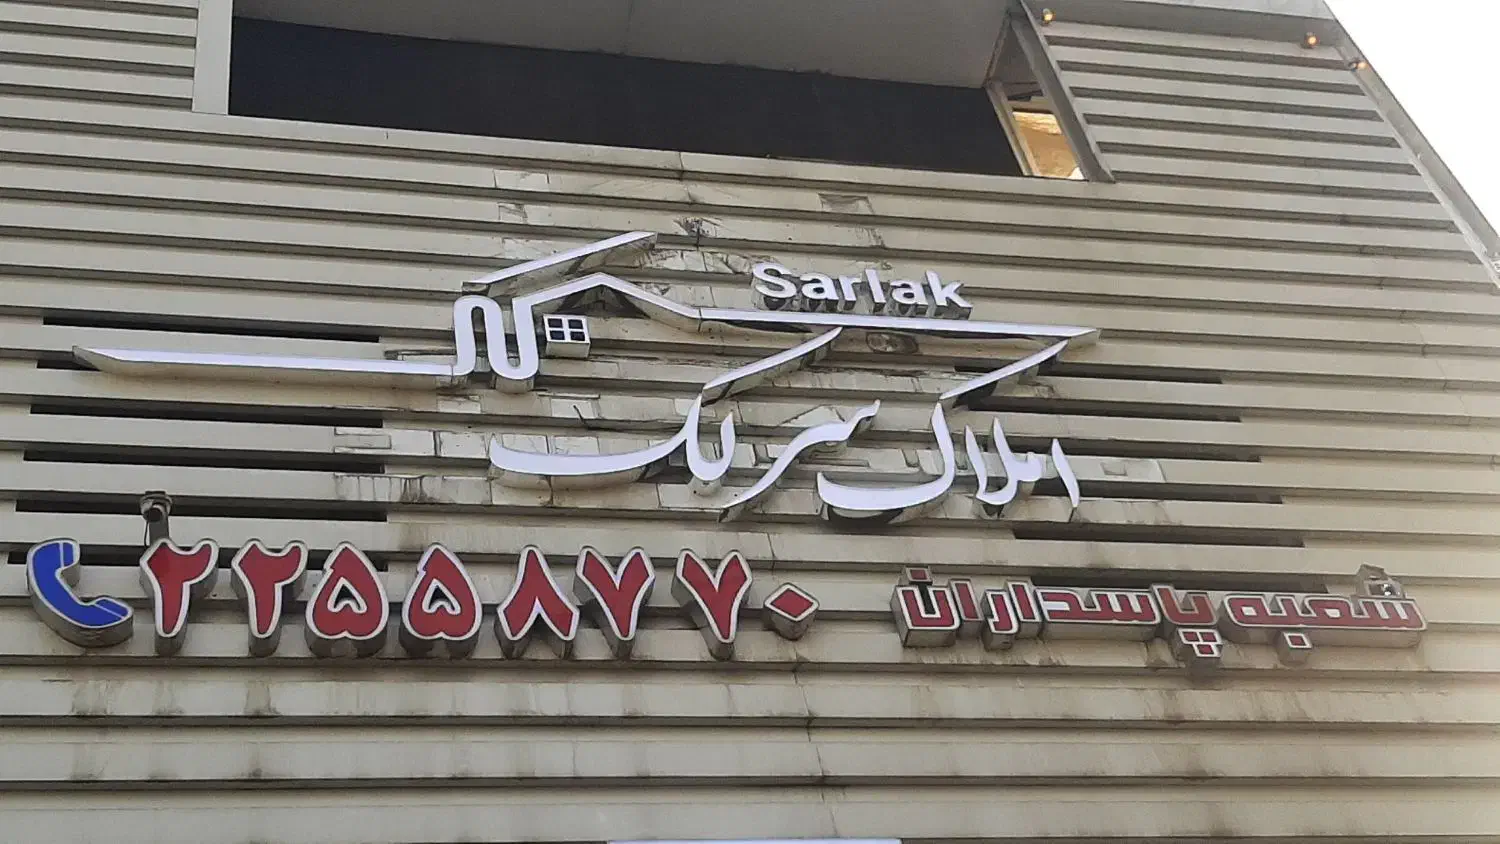 Sarlak
املاک سرلک
شعبه پاسداران ۲۲۵۵۸۷۷۰